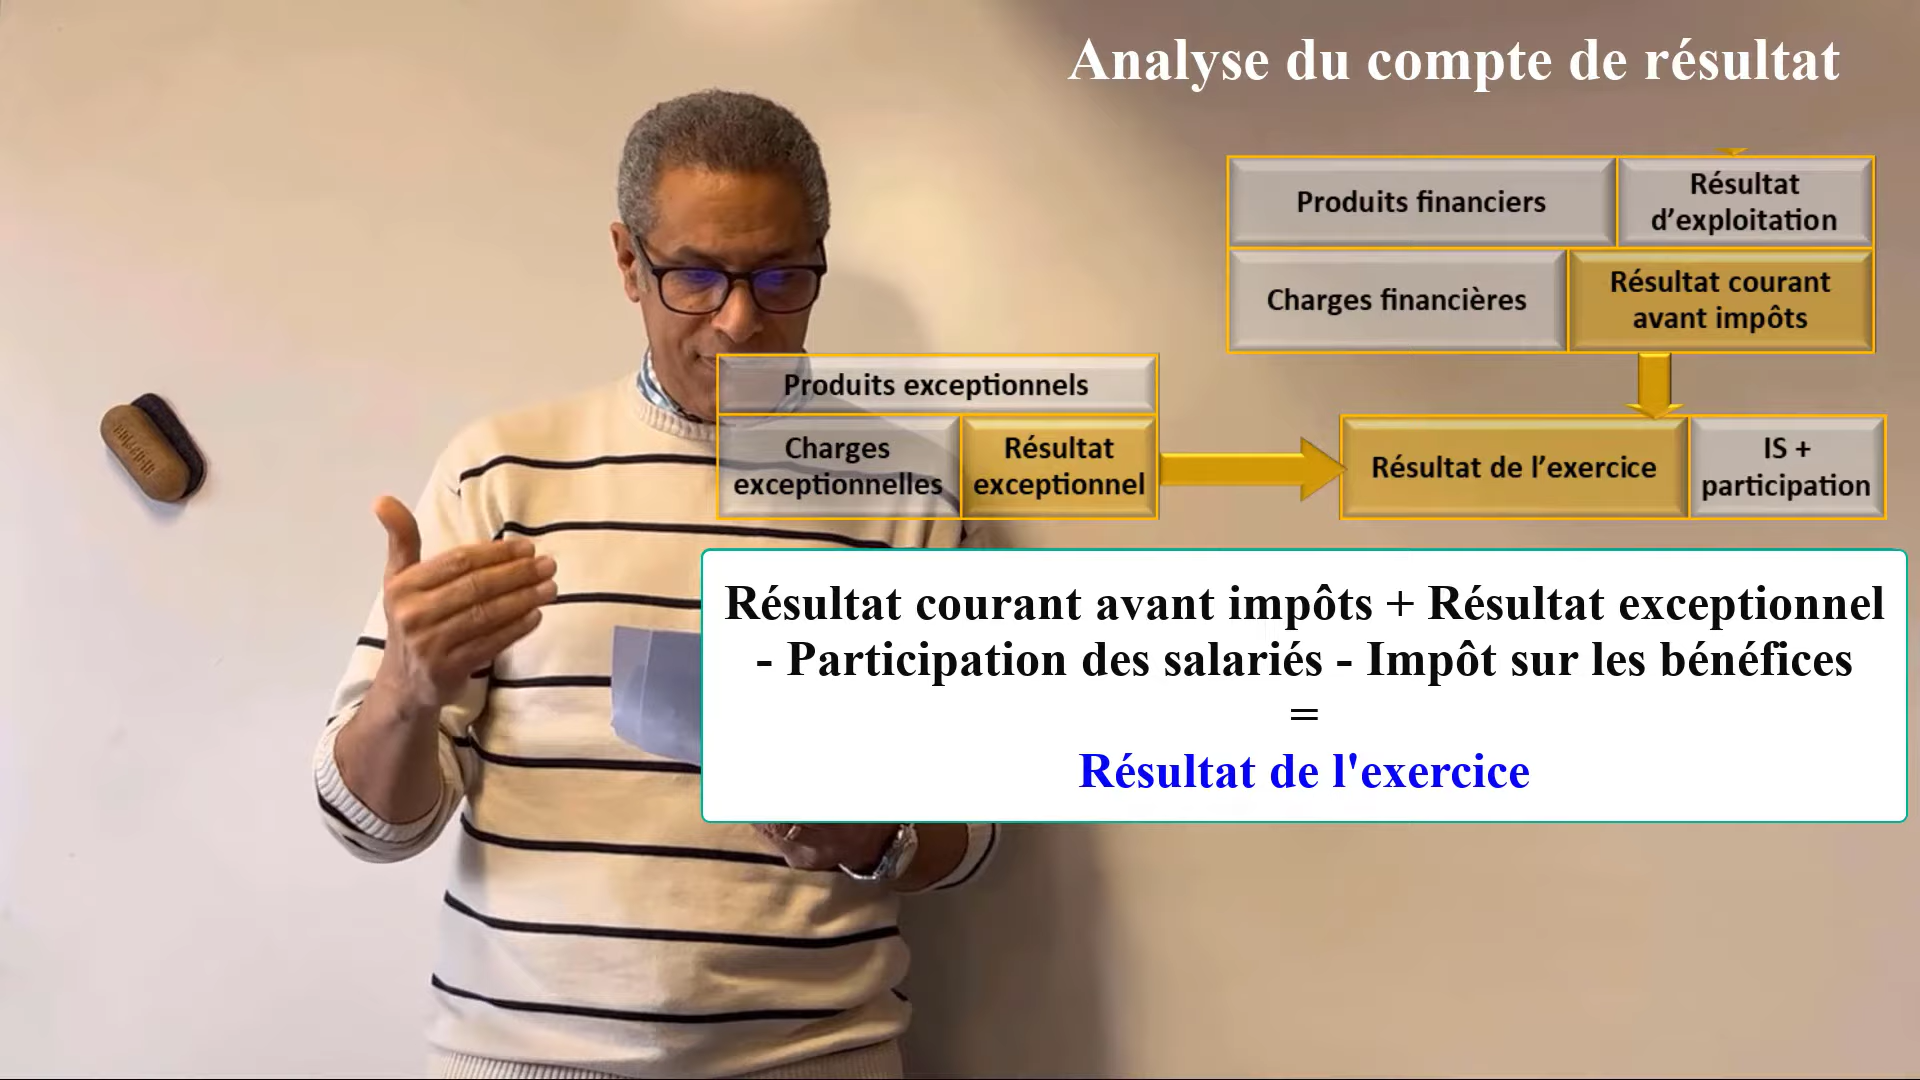 Analyse du compte de résultat
Produits financiers
Résultat
d’exploitation
Charges financières
Résultat courant
avant impôts
Produits exceptionnels
Charges
exceptionnelles
Résultat
exceptionnel
Résultat de l’exercice
IS +
participation
Résultat courant avant impôts + Résultat exceptionnel
- Participation des salariés - Impôt sur les bénéfices
=
Résultat de l'exercice